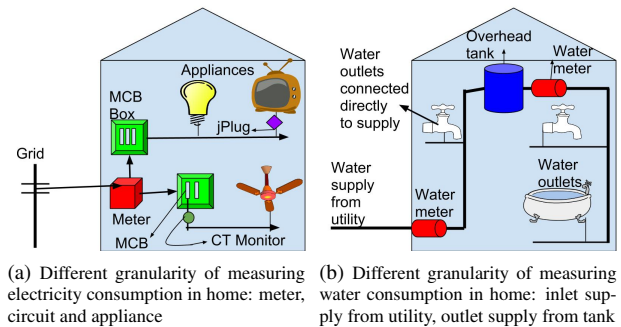 Appliances
MCB
Box
jPlug
Grid
Meter
MCB
CT Monitor
(a) Different granularity of measuring
electricity consumption in home: meter,
circuit and appliance
Overhead
tank
Water
meter
Water
outlets
connected
directly
to supply
Water
supply
from
utility
Water
meter
Water
outlets
(b) Different granularity of measuring
water consumption in home: inlet sup-
ply from utility, outlet supply from tank